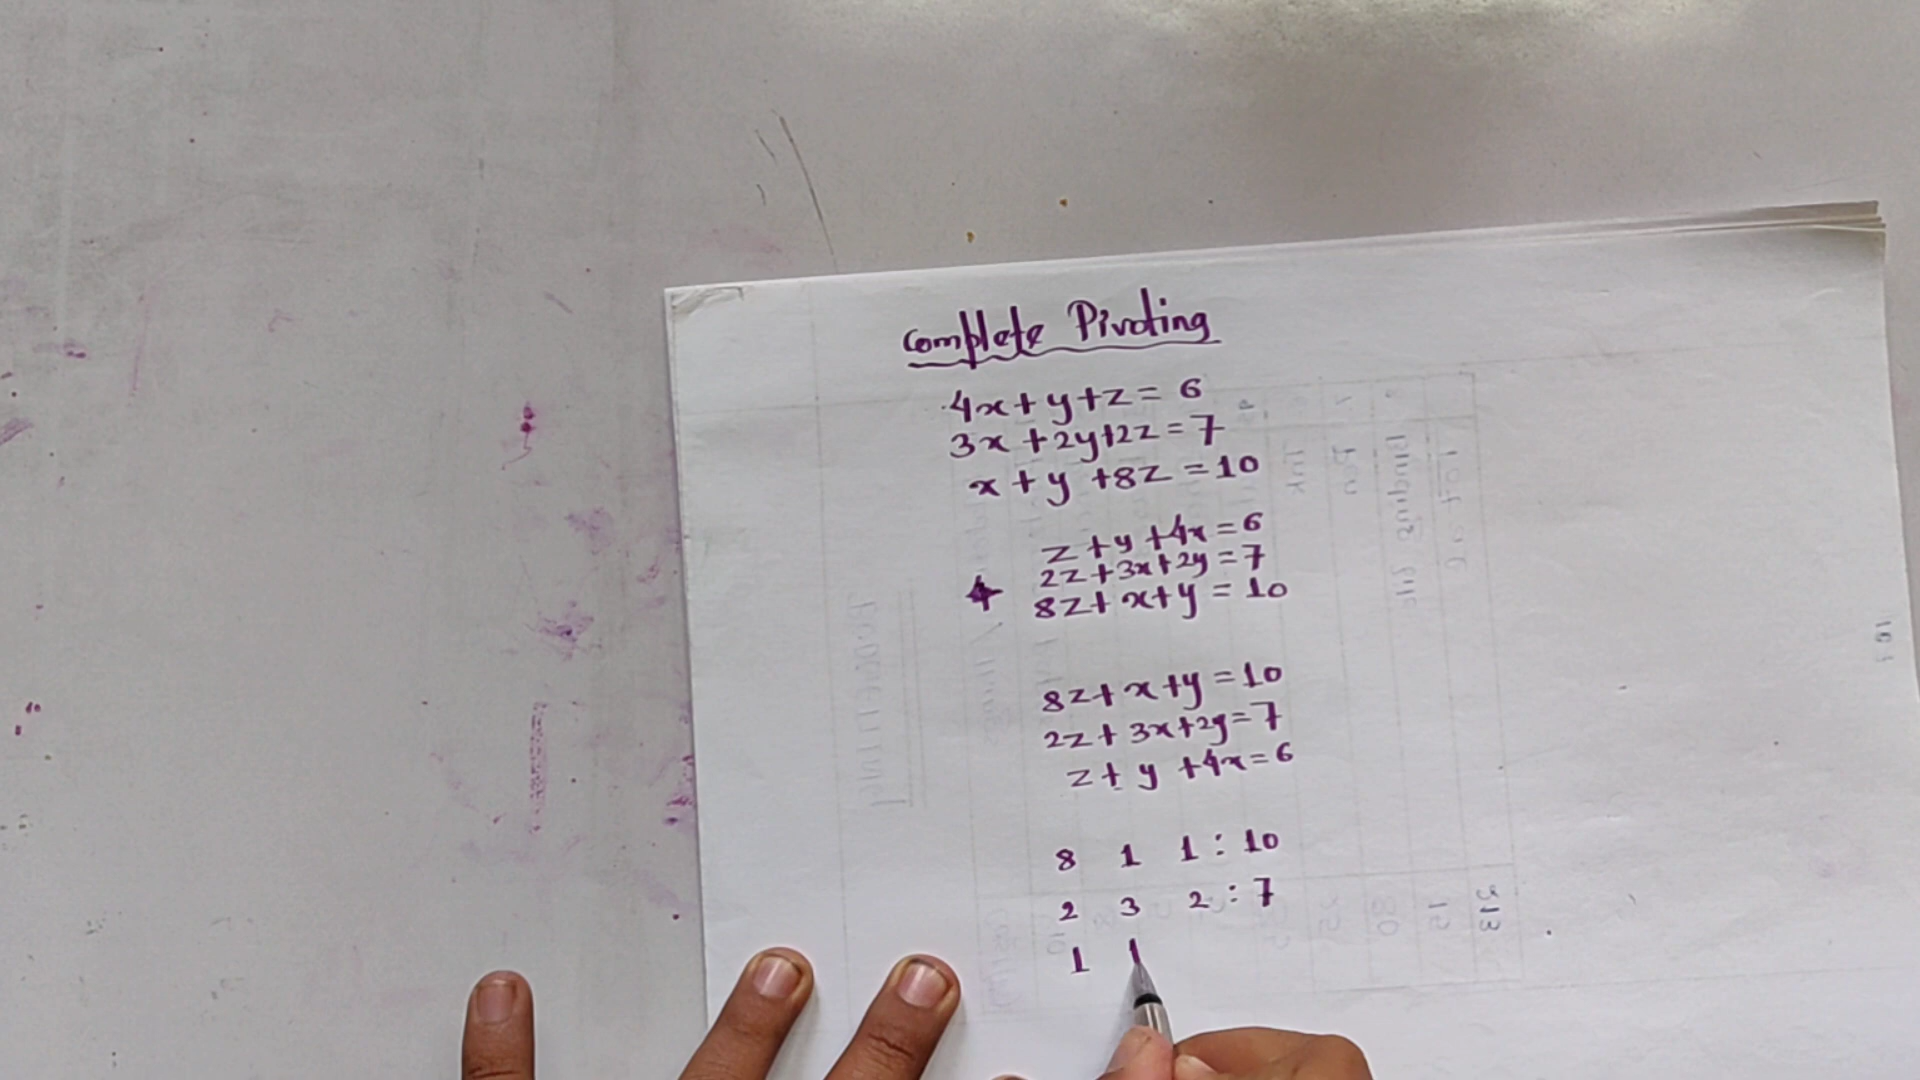 Complete Pivoting
4x+y+z=6
3x+2y+2z=7
x+y+8z=10
z+y+4x=6
2z+3x+2y=7
8z+x+y=10
8z+x+y=10
2z+3x+2y=7
z+y+4x=6
8 1 1:10
2 3 2:7
1 1